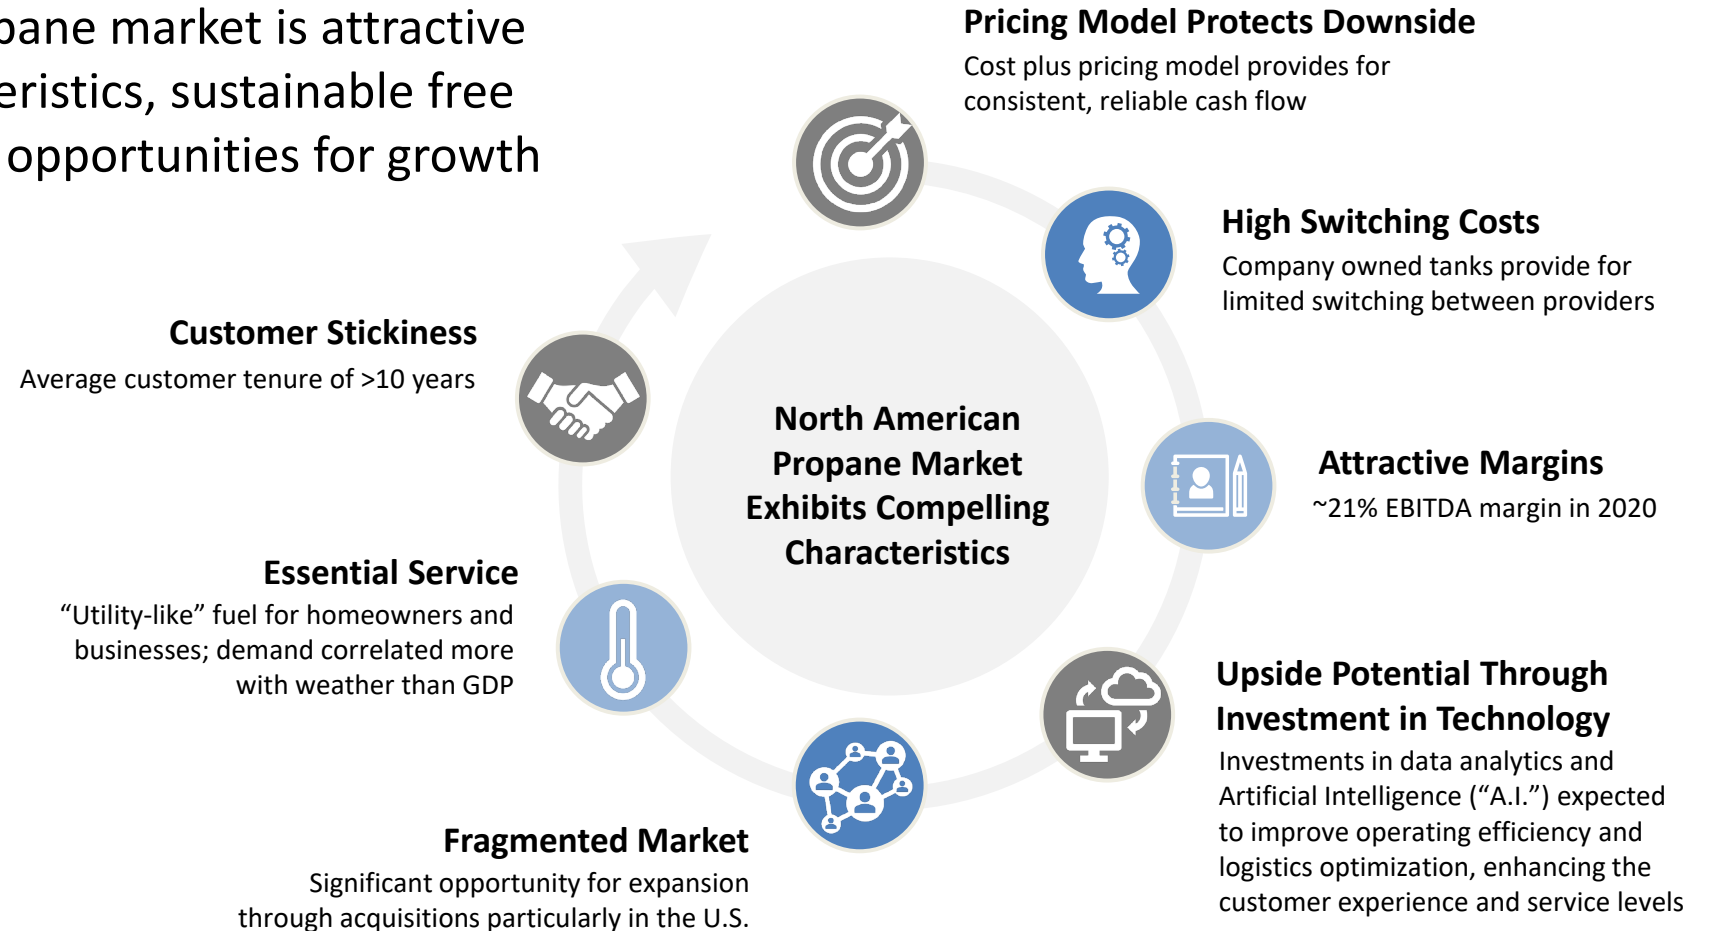 pane market is attractive
eristics, sustainable free
opportunities for growth
Pricing Model Protects Downside
Cost plus pricing model provides for
consistent, reliable cash flow
High Switching Costs
Company owned tanks provide for
limited switching between providers
Attractive Margins
~21% EBITDA margin in 2020
Upside Potential Through
Investment in Technology
Investments in data analytics and
Artificial Intelligence (“A.I.”) expected
to improve operating efficiency and
logistics optimization, enhancing the
customer experience and service levels
Fragmented Market
Significant opportunity for expansion
through acquisitions particularly in the U.S.
Essential Service
“Utility-like” fuel for homeowners and
businesses; demand correlated more
with weather than GDP
Customer Stickiness
Average customer tenure of >10 years
North American
Propane Market
Exhibits Compelling
Characteristics